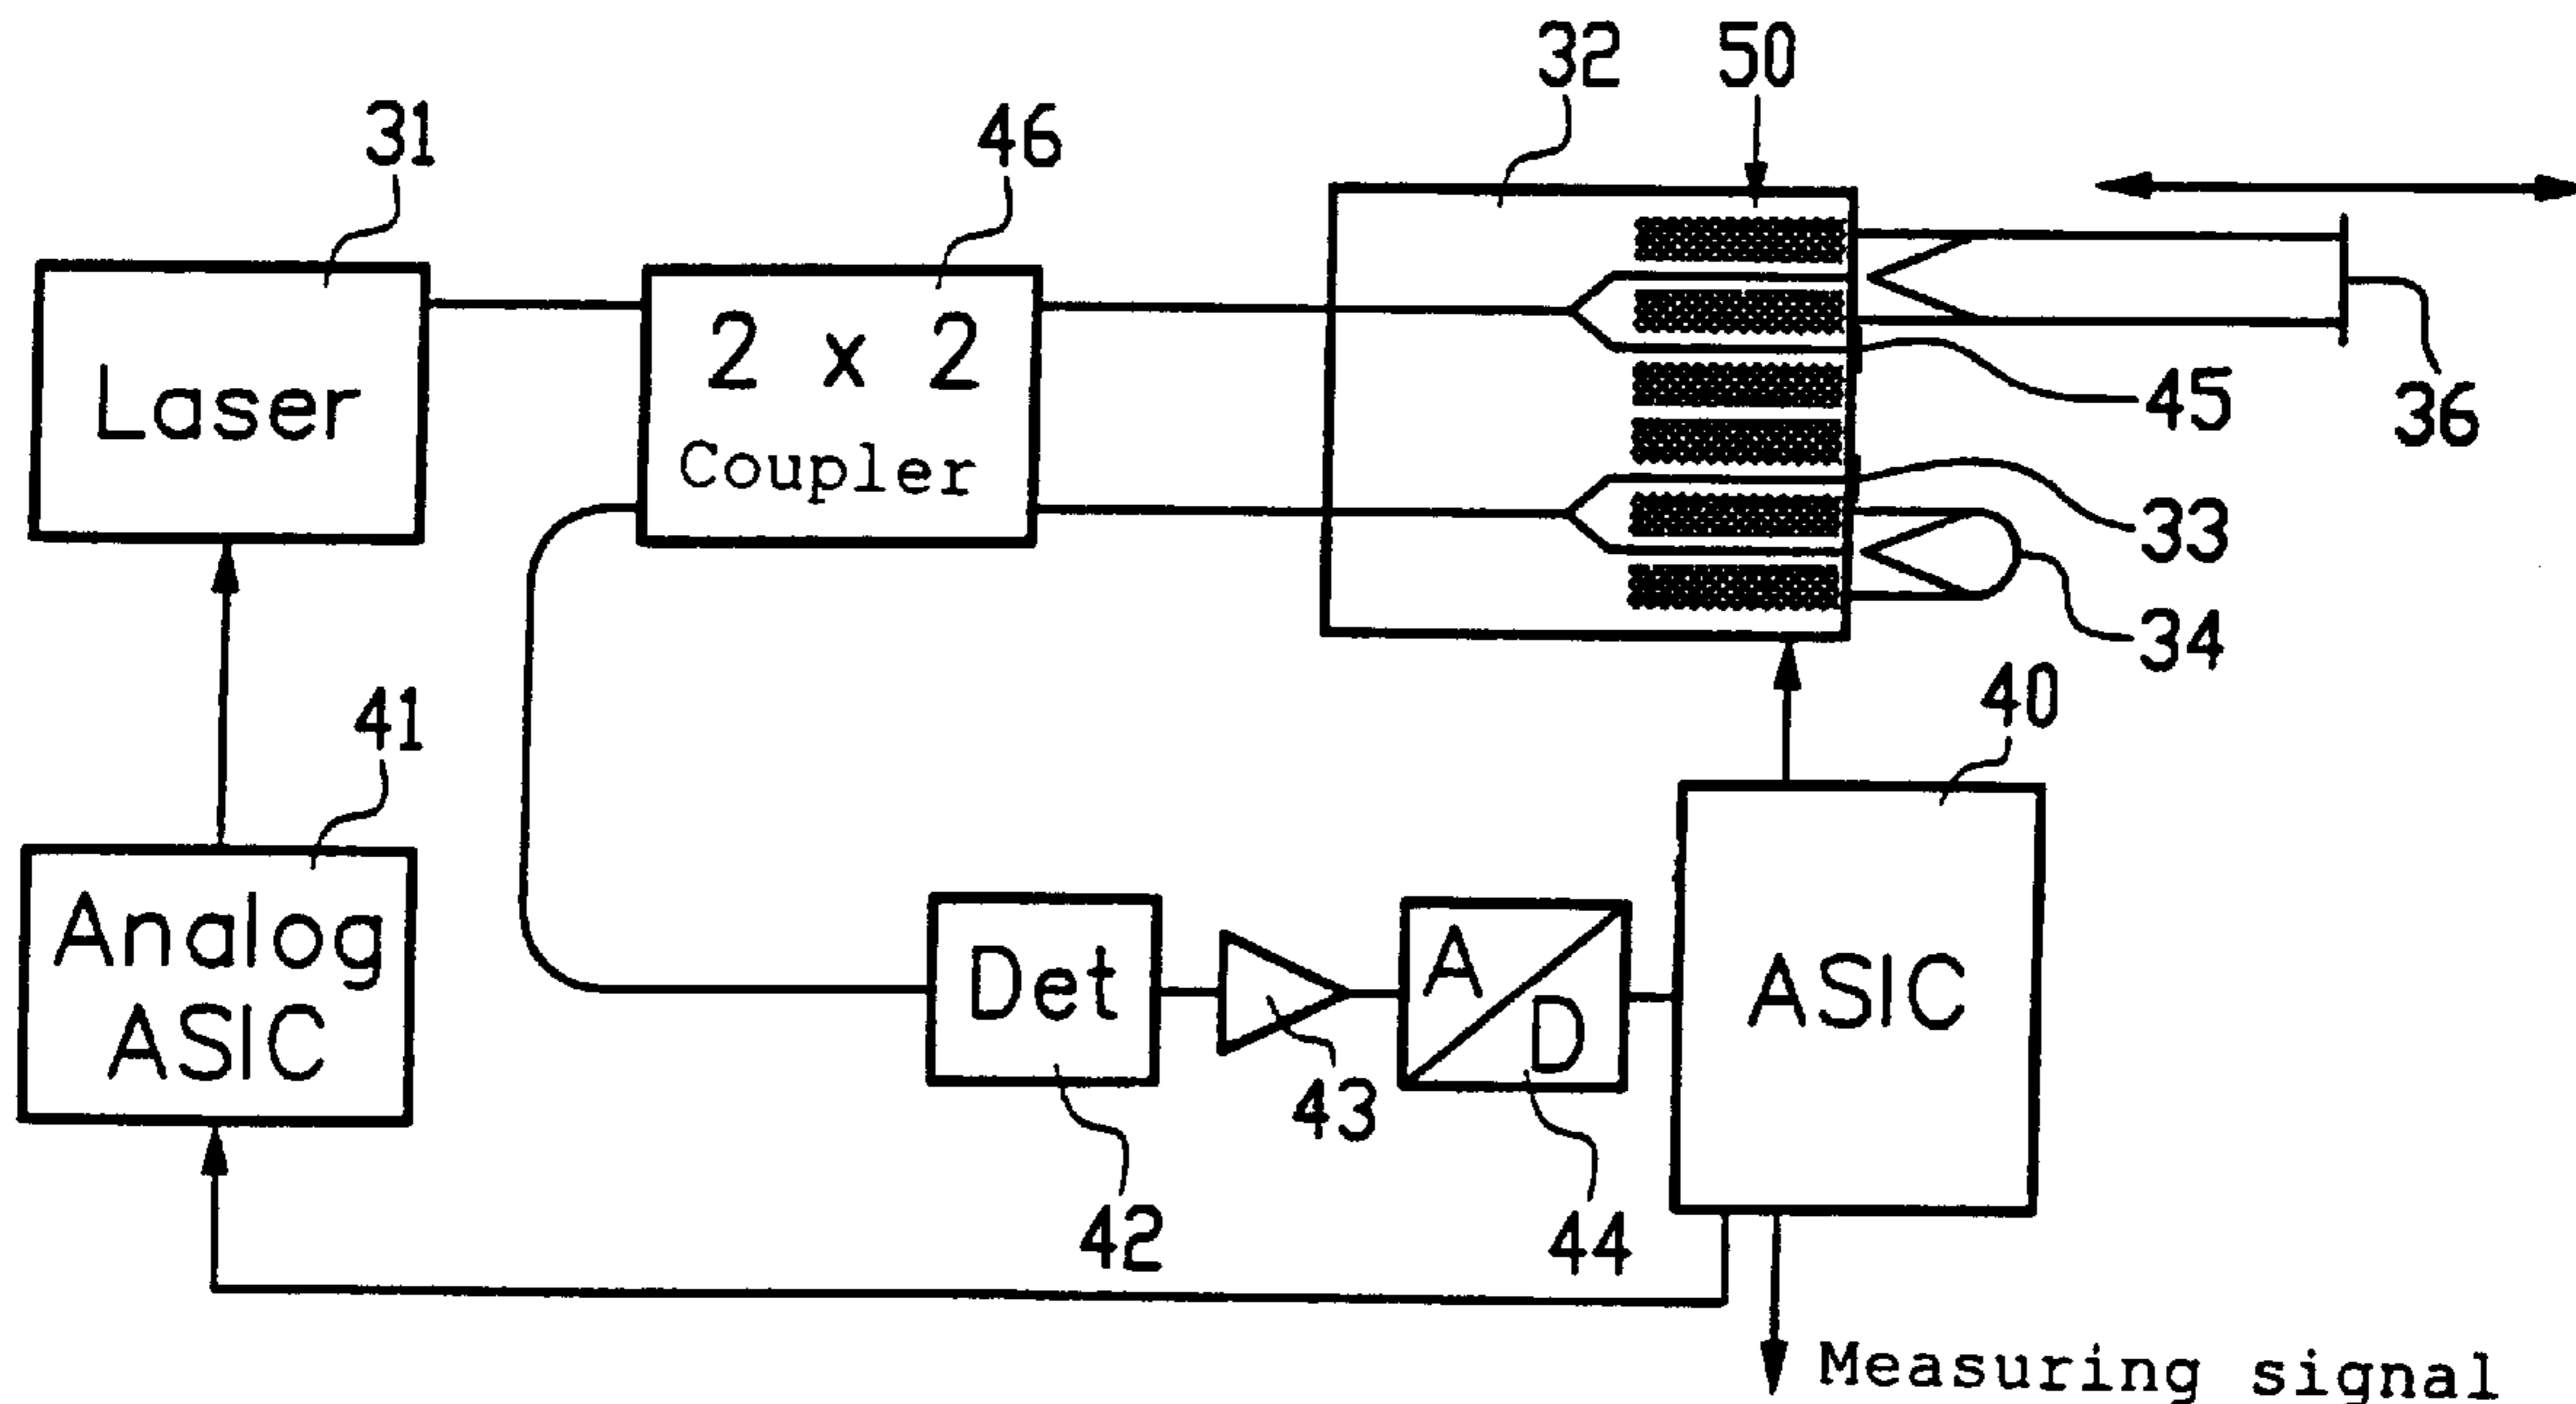 32
50
31
46
2 x 2
Laser
Coupler
45
36
33
34
40
41
Analog
ASIC
Det
A
D
ASIC
43
42
44
Measuring signal